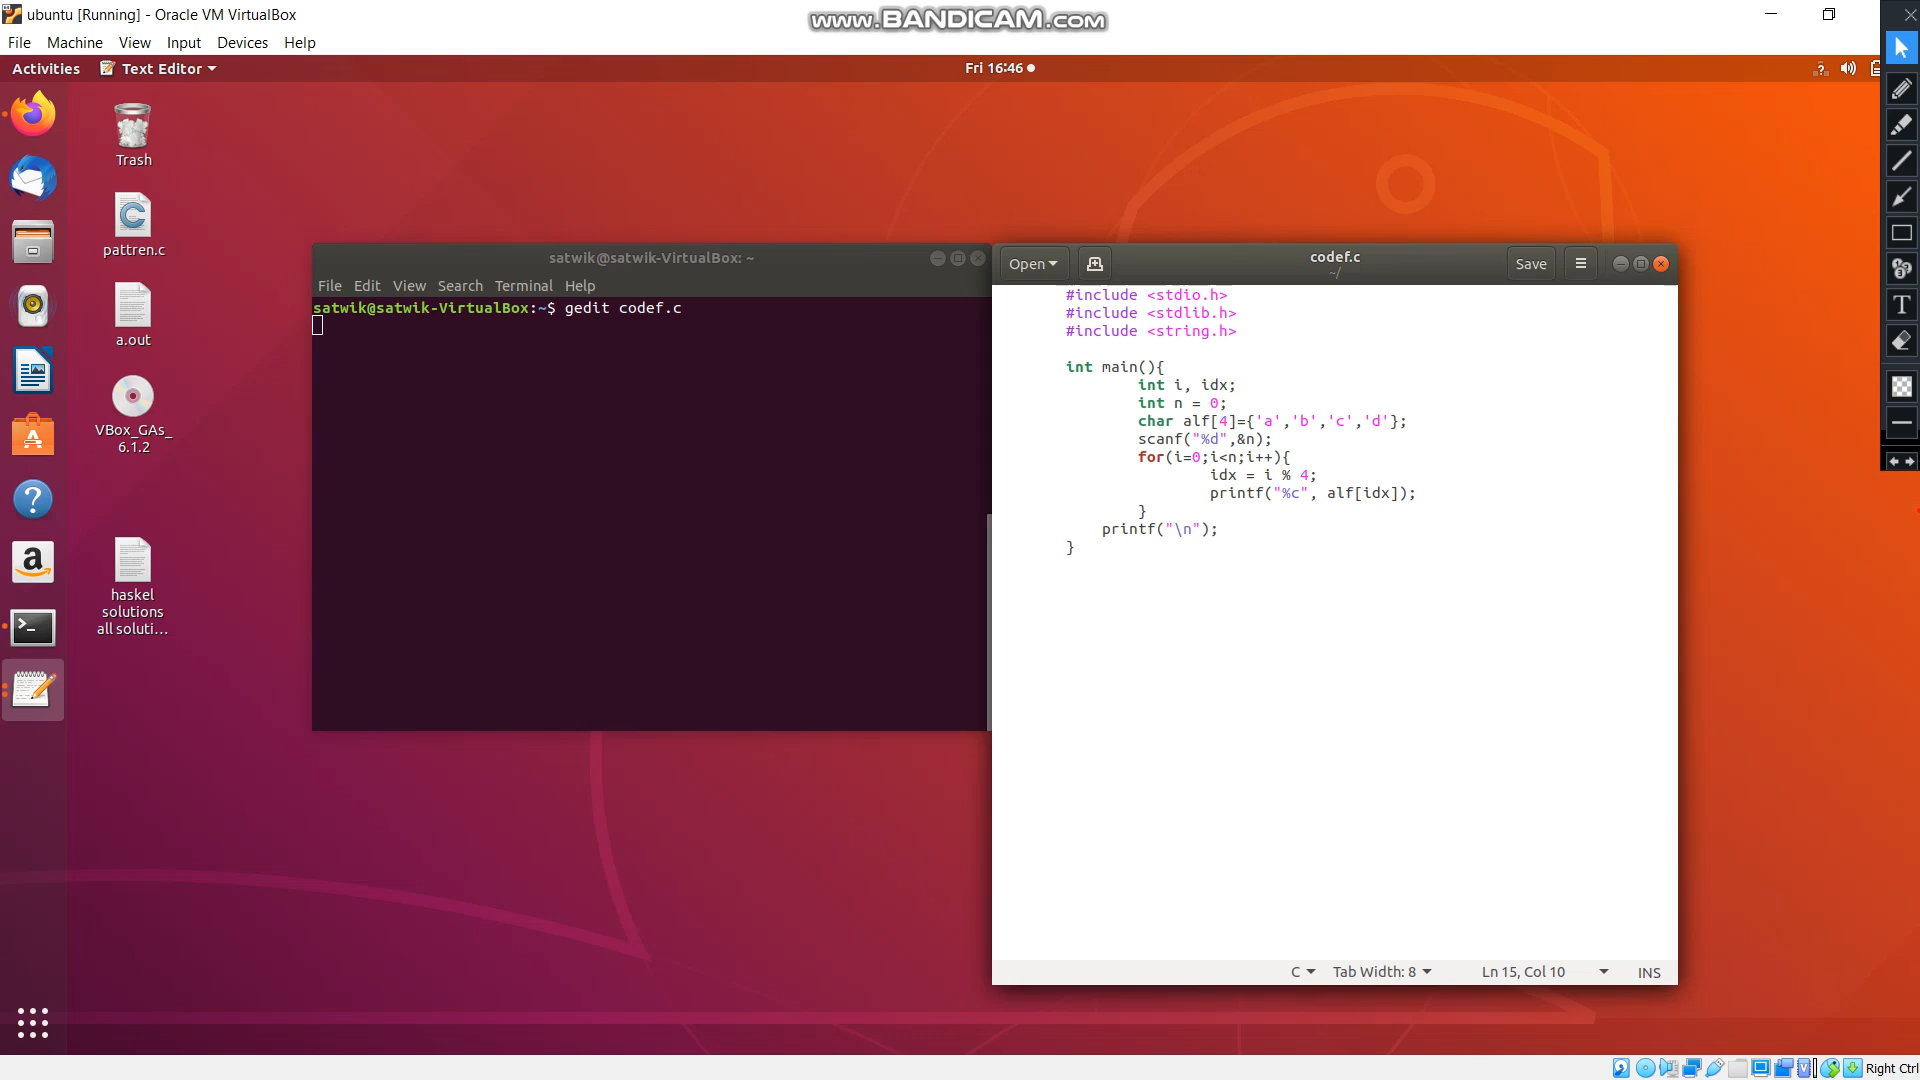 ubuntu [Running] - Oracle VM VirtualBox
www.BANDICAM.com
File Machine View Input Devices Help
Activities Text Editor Fri 16:46
Trash
pattren.c
a.out
VBox_GAs_
6.1.2
haskel
solutions
all soluti...
satwik@satwik-VirtualBox: ~
File Edit View Search Terminal Help
satwik@satwik-VirtualBox:~$ gedit codef.c
Open codef.c Save
~/
#include <stdio.h>
#include <stdlib.h>
#include <string.h>
int main(){
int i, idx;
int n = 0;
char alf[4]={'a','b','c','d'};
scanf("%d",&n);
for(i=0;i<n;i++){
idx = i % 4;
printf("%c", alf[idx]);
}
printf("\n");
}
C Tab Width: 8 Ln 15, Col 10 INS
Right Ctrl